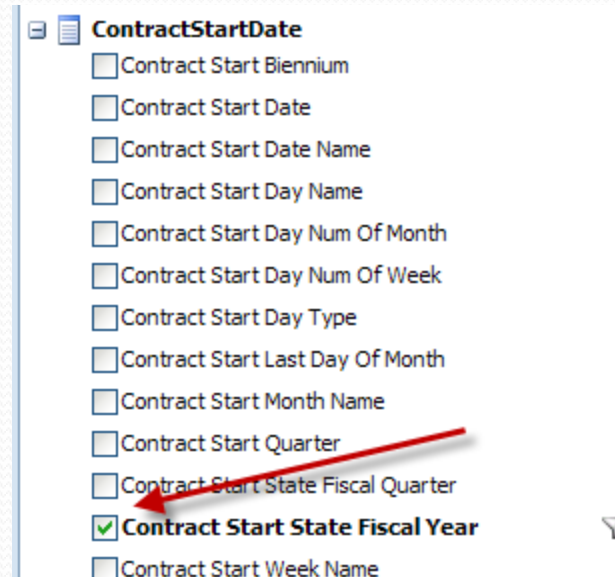 ContractStartDate
Contract Start Biennium
Contract Start Date
Contract Start Date Name
Contract Start Day Name
Contract Start Day Num Of Month
Contract Start Day Num Of Week
Contract Start Day Type
Contract Start Last Day Of Month
Contract Start Month Name
Contract Start Quarter
Contract Start State Fiscal Quarter
Contract Start State Fiscal Year
Contract Start Week Name